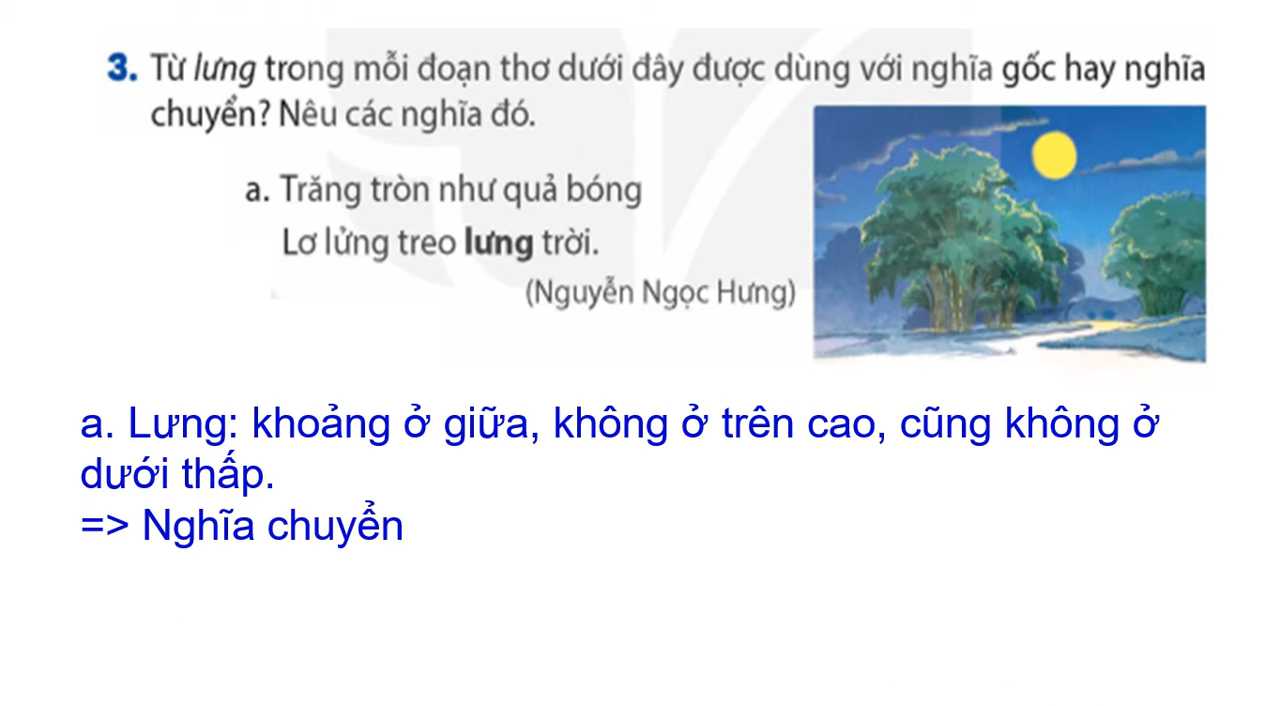 3. Từ lưng trong mỗi đoạn thơ dưới đây được dùng với nghĩa gốc hay nghĩa
chuyển? Nêu các nghĩa đó.
a. Trăng tròn như quả bóng
Lơ lửng treo lưng trời.
(Nguyễn Ngọc Hưng)
a. Lưng: khoảng ở giữa, không ở trên cao, cũng không ở
dưới thấp.
=> Nghĩa chuyển